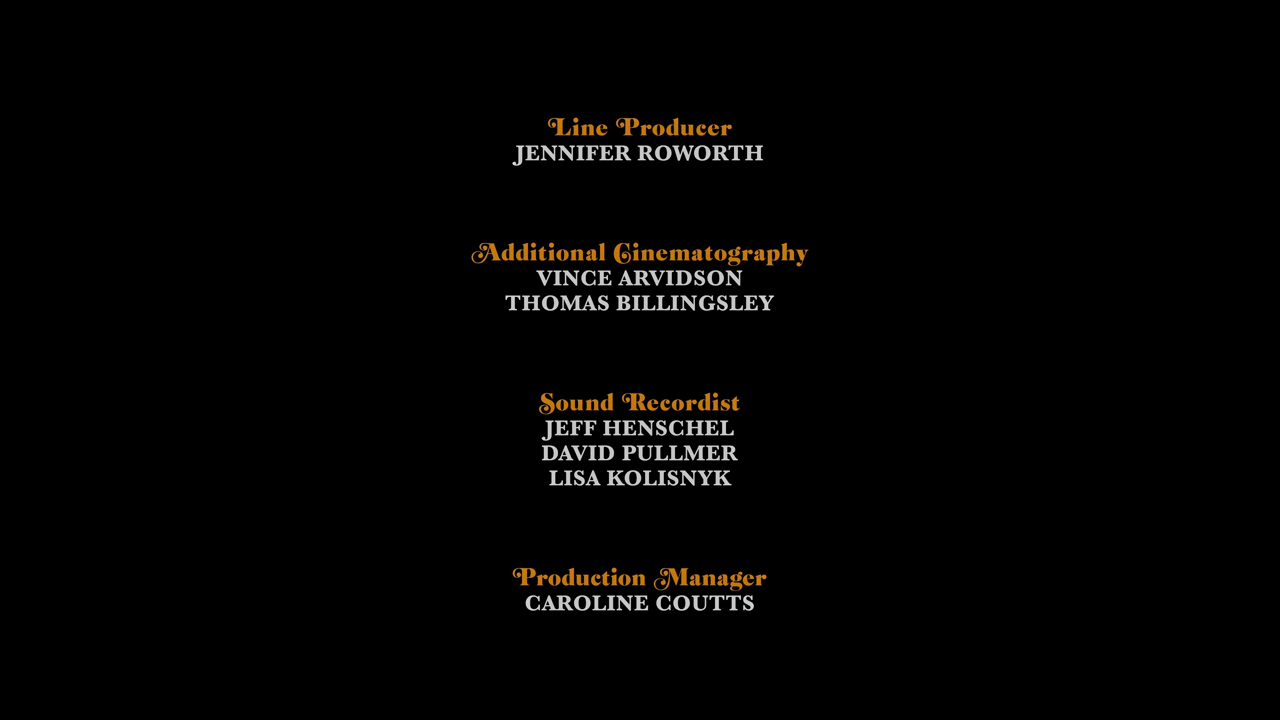 Line Producer
JENNIFER ROWORTH
Additional Cinematography
VINCE ARVIDSON
THOMAS BILLINGSLEY
Sound Recordist
JEFF HENSCHEL
DAVID PULLMER
LISA KOLISNYK
Production Manager
CAROLINE COUTTS